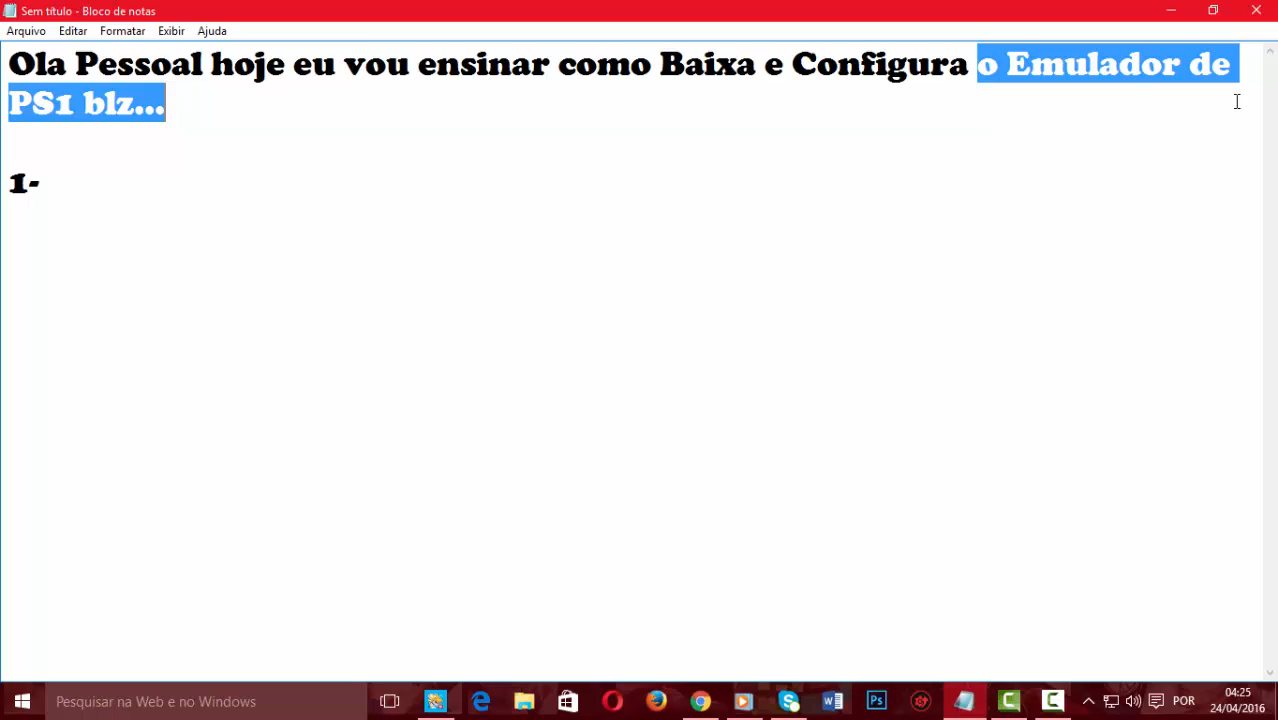 Sem título - Bloco de notas
Arquivo Editar Formatar Exibir Ajuda
Ola Pessoal hoje eu vou ensinar como Baixa e Configura o Emulador de
PS1 blz...
1-
Pesquisar na Web e no Windows
Ps
POR
04:25
24/04/2016